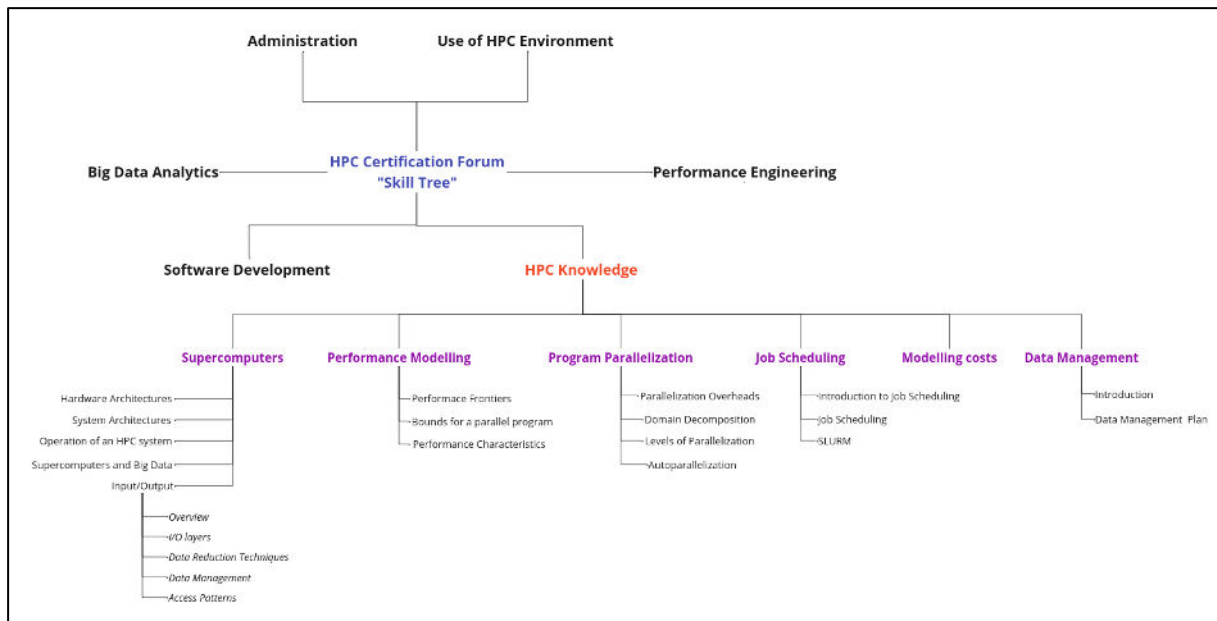 Administration
Use of HPC Environment
Big Data Analytics
HPC Certification Forum
"Skill Tree"
Performance Engineering
Software Development
HPC Knowledge
Supercomputers
Performance Modelling
Program Parallelization
Job Scheduling
Modelling costs
Data Management
Hardware Architectures
System Architectures
Operation of an HPC system
Supercomputers and Big Data
Input/Output
Overview
I/O layers
Data Reduction Techniques
Data Management
Access Patterns
Performace Frontiers
Bounds for a parallel program
Performance Characteristics
Parallelization Overheads
Domain Decomposition
Levels of Parallelization
Autoparallelization
Introduction to Job Scheduling
Job Scheduling
SLURM
Introduction
Data Management Plan